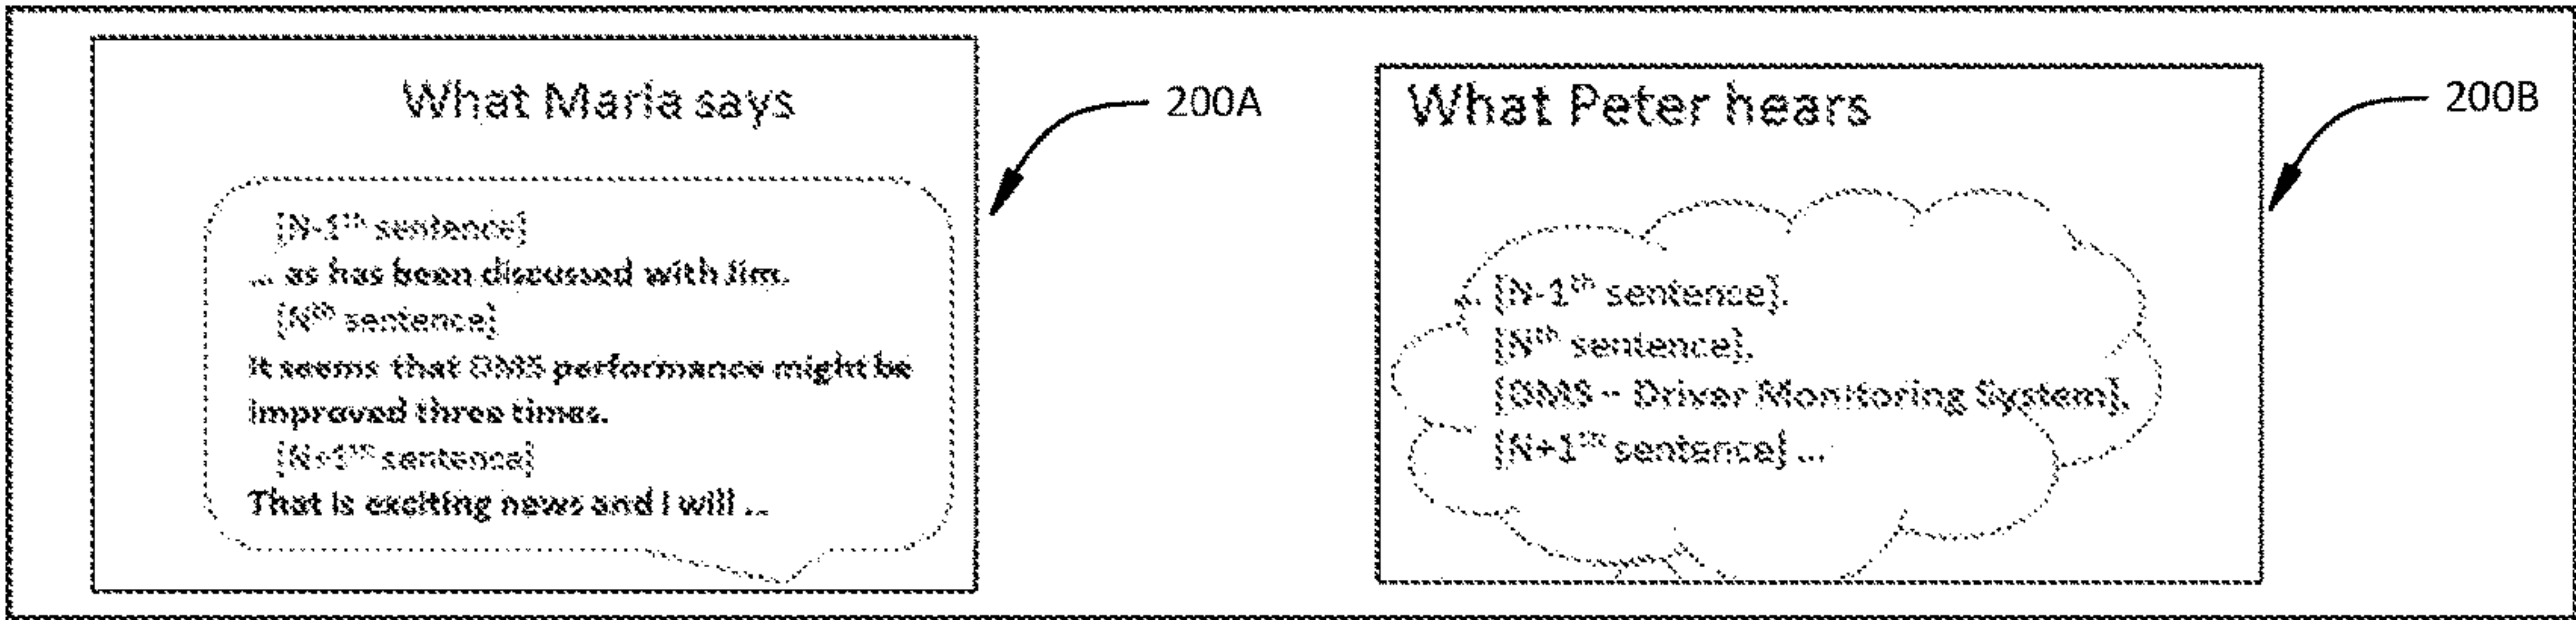 What Maria says
200A
[N-1th sentence]
... as has been discussed with Jim.
[Nth sentence]
It seems that DMS performance might be
improved three times.
[N+1th sentence]
That is exciting news and I will ...
What Peter hears
200B
... [N-1th sentence].
[Nth sentence].
[DMS – Driver Monitoring System].
[N+1th sentence] ...